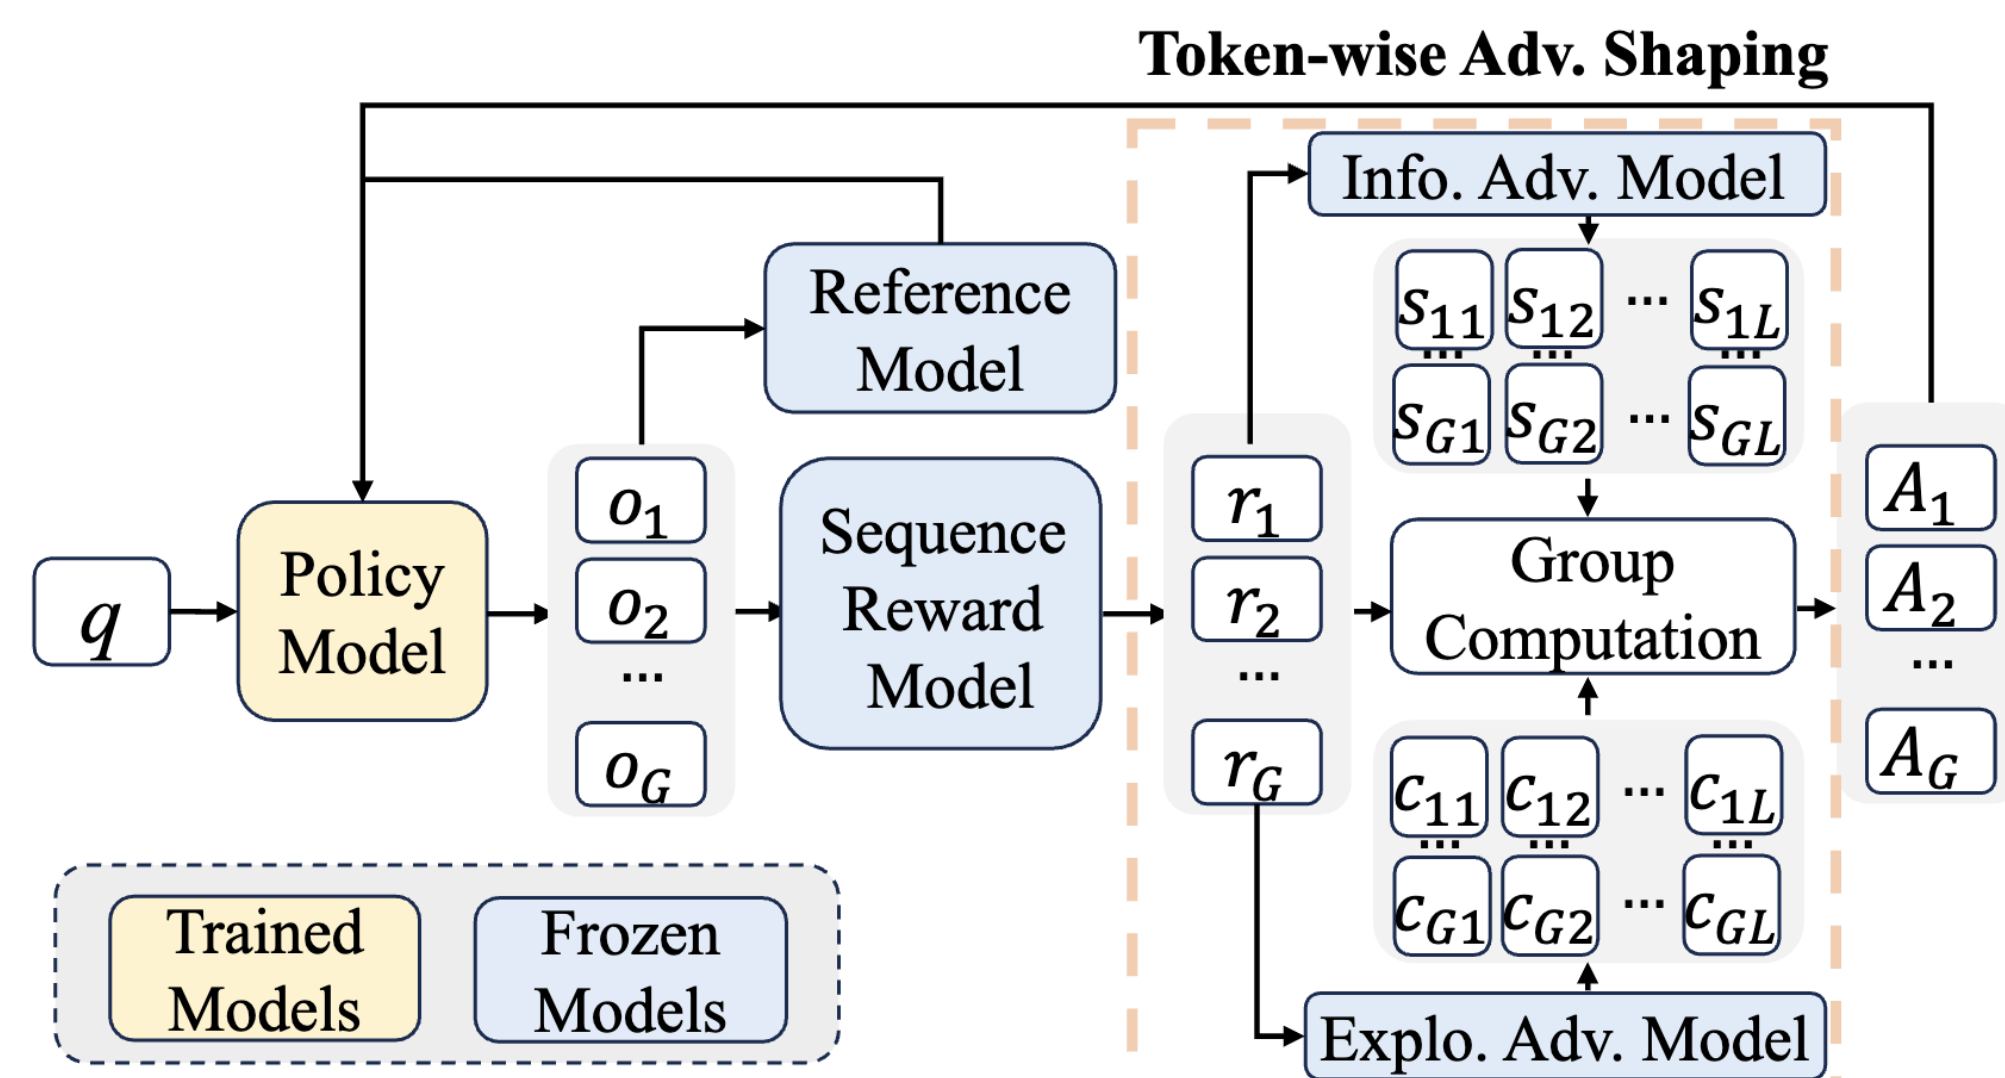 Token-wise Adv. Shaping
Info. Adv. Model
s11 s12 ... s1L
... ... ...
sG1 sG2 ... sGL
Reference
Model
q
Policy
Model
o1
o2
...
oG
Sequence
Reward
Model
r1
r2
...
rG
Group
Computation
A1
A2
...
AG
c11 c12 ... c1L
... ... ...
cG1 cG2 ... cGL
Explo. Adv. Model
Trained
Models
Frozen
Models